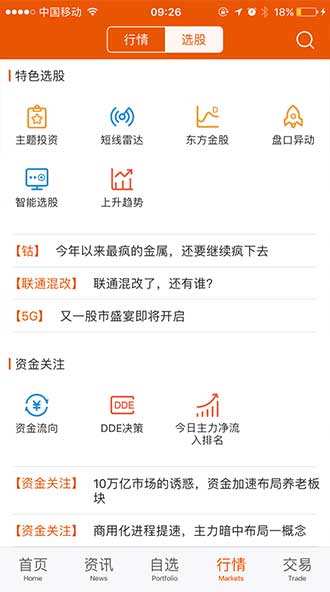 中国移动 09:26 18%
行情 选股
特色选股
主题投资 短线雷达 东方金股 盘口异动
智能选股 上升趋势
【钴】 今年以来最疯的金属，还要继续疯下去
【联通混改】 联通混改了，还有谁?
【5G】 又一股市盛宴即将开启
资金关注
DDE
资金流向 DDE决策 今日主力净流
入排名
【资金关注】 10万亿市场的诱惑，资金加速布局养老板
块
【资金关注】 商用化进程提速，主力暗中布局一概念
首页 资讯 自选 行情 交易
Home News Portfolio Markets Trade